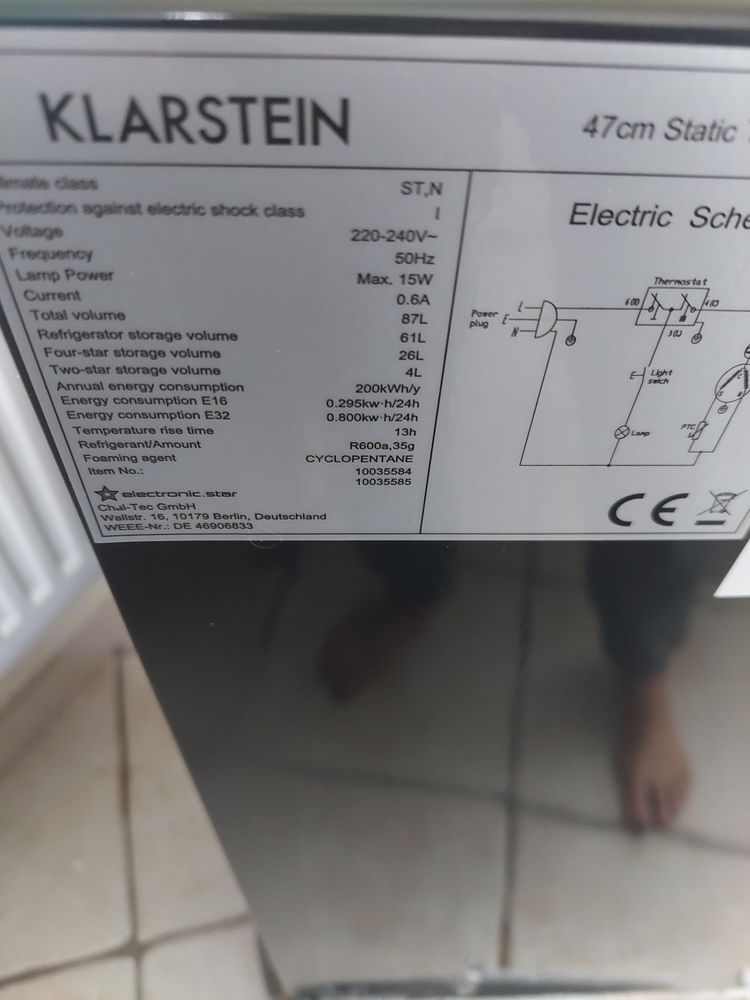 KLARSTEIN
47cm Static
climate class ST,N
Protection against electric shock class I
Voltage 220-240V~
Frequency 50Hz
Lamp Power Max. 15W
Current 0.6A
Total volume 87L
Refrigerator storage volume 61L
Four-star storage volume 26L
Two-star storage volume 4L
Annual energy consumption 200kWh/y
Energy consumption E16 0.295kw·h/24h
Energy consumption E32 0.800kw·h/24h
Temperature rise time 13h
Refrigerant/Amount R600a,35g
Foaming agent CYCLOPENTANE
Item No.: 10035584
10035585
electronic.star
Chal-Tec GmbH
Wallstr. 16, 10179 Berlin, Deutschland
WEEE-Nr.: DE 46906833
Electric Sche
Thermostat
L
Power plug
E
N
3(L)
E
Light
swich
Lamp
PTC
CE